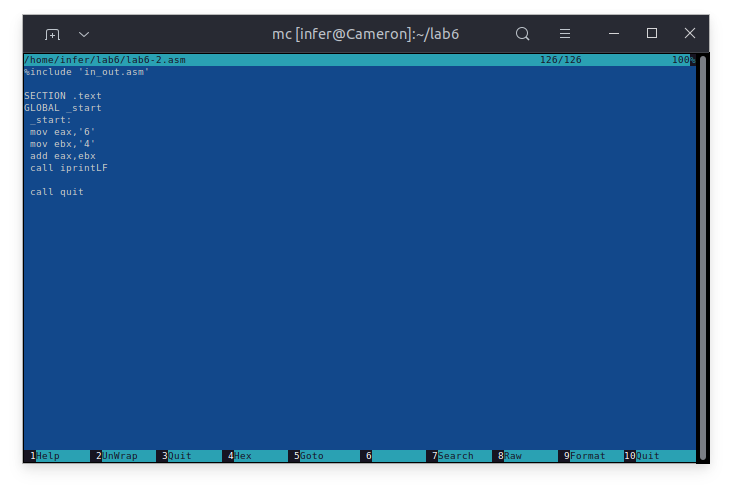 mc [infer@Cameron]:~/lab6
/home/infer/lab6/lab6-2.asm 126/126 100%
%include 'in_out.asm'
SECTION .text
GLOBAL _start
_start:
mov eax,'6'
mov ebx,'4'
add eax,ebx
call iprintLF
call quit
1Help 2UnWrap 3Quit 4Hex 5Goto 6 7Search 8Raw 9Format 10Quit